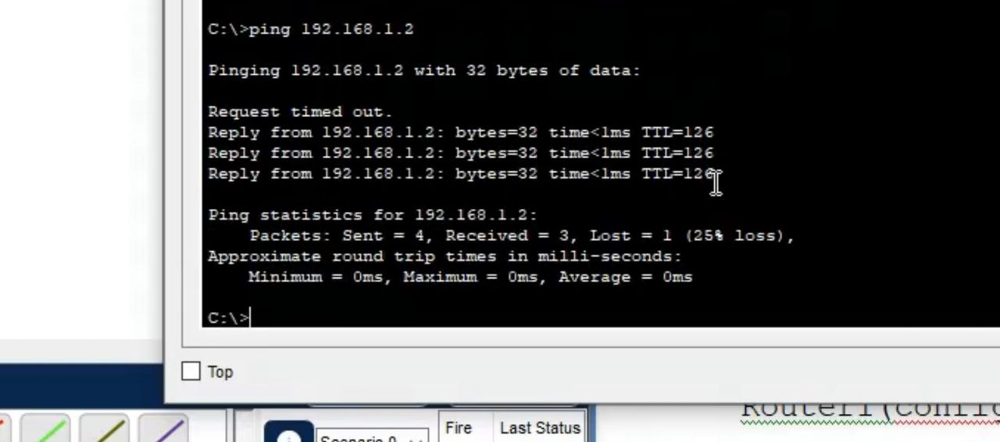 C:\>ping 192.168.1.2
Pinging 192.168.1.2 with 32 bytes of data:
Request timed out.
Reply from 192.168.1.2: bytes=32 time<1ms TTL=126
Reply from 192.168.1.2: bytes=32 time<1ms TTL=126
Reply from 192.168.1.2: bytes=32 time<1ms TTL=126
Ping statistics for 192.168.1.2:
Packets: Sent = 4, Received = 3, Lost = 1 (25% loss),
Approximate round trip times in milli-seconds:
Minimum = 0ms, Maximum = 0ms, Average = 0ms
C:\>
Top
Scenario 0
Fire Last Status